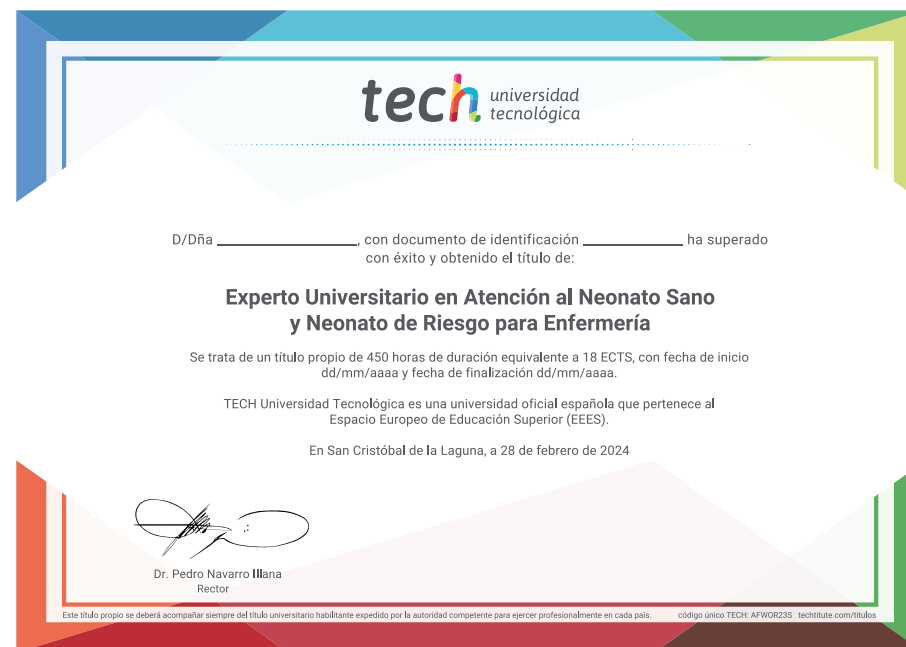 tech universidad
tecnológica
D/Dña ____________________, con documento de identificación ______________ ha superado
con éxito y obtenido el título de:
Experto Universitario en Atención al Neonato Sano
y Neonato de Riesgo para Enfermería
Se trata de un título propio de 450 horas de duración equivalente a 18 ECTS, con fecha de inicio
dd/mm/aaaa y fecha de finalización dd/mm/aaaa.
TECH Universidad Tecnológica es una universidad oficial española que pertenece al
Espacio Europeo de Educación Superior (EEES).
En San Cristóbal de la Laguna, a 28 de febrero de 2024
Dr. Pedro Navarro Illana
Rector
Este título propio se deberá acompañar siempre del título universitario habilitante expedido por la autoridad competente para ejercer profesionalmente en cada país. código único TECH: AFWOR23S techtitute.com/titulos